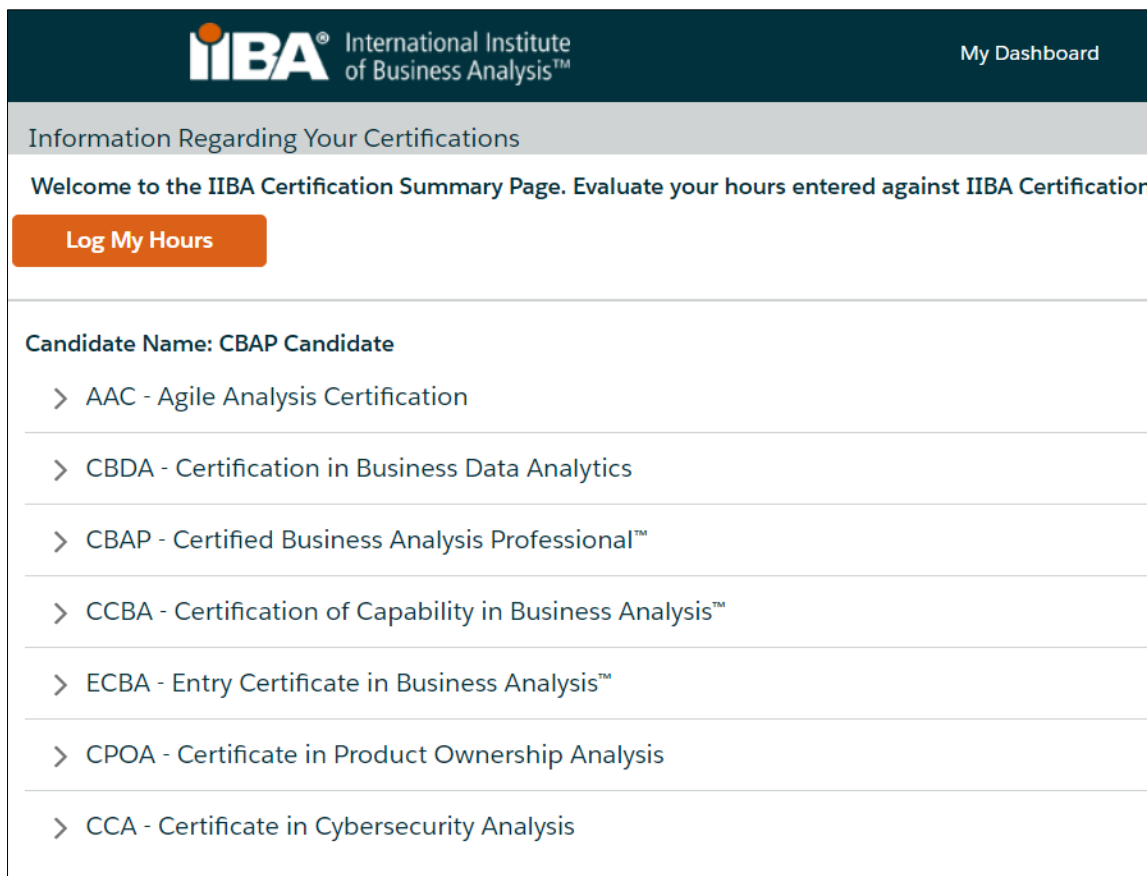 iiBA® International Institute
of Business Analysis™
My Dashboard
Information Regarding Your Certifications
Welcome to the IIBA Certification Summary Page. Evaluate your hours entered against IIBA Certification
Log My Hours
Candidate Name: CBAP Candidate
AAC - Agile Analysis Certification
CBDA - Certification in Business Data Analytics
CBAP - Certified Business Analysis Professional™
CCBA - Certification of Capability in Business Analysis™
ECBA - Entry Certificate in Business Analysis™
CPOA - Certificate in Product Ownership Analysis
CCA - Certificate in Cybersecurity Analysis